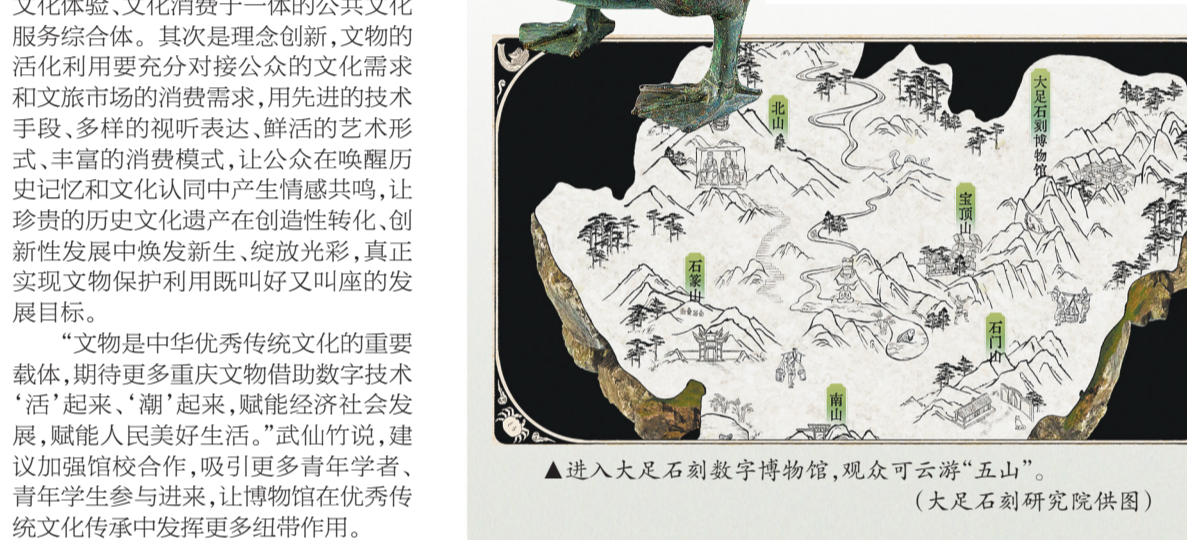 文化体验、文化消费于一体的公共文化
服务综合体。其次是理念创新,文物的
活化利用要充分对接公众的文化需求
和文旅市场的消费需求,用先进的技术
手段、多样的视听表达、鲜活的艺术形
式、丰富的消费模式,让公众在唤醒历
史记忆和文化认同中产生情感共鸣,让
珍贵的历史文化遗产在创造性转化、创
新性发展中焕发新生、绽放光彩,真正
实现文物保护利用既叫好又叫座的发
展目标。
“文物是中华优秀传统文化的重要
载体,期待更多重庆文物借助数字技术
‘活’起来、‘潮’起来,赋能经济社会发
展,赋能人民美好生活。”武仙竹说,建
议加强馆校合作,吸引更多青年学者、
青年学生参与进来,让博物馆在优秀传
统文化传承中发挥更多纽带作用。
北山
大足石刻博物馆
宝顶山
石篆山
石门山
南山
▲进入大足石刻数字博物馆,观众可云游“五山”。
(大足石刻研究院供图)